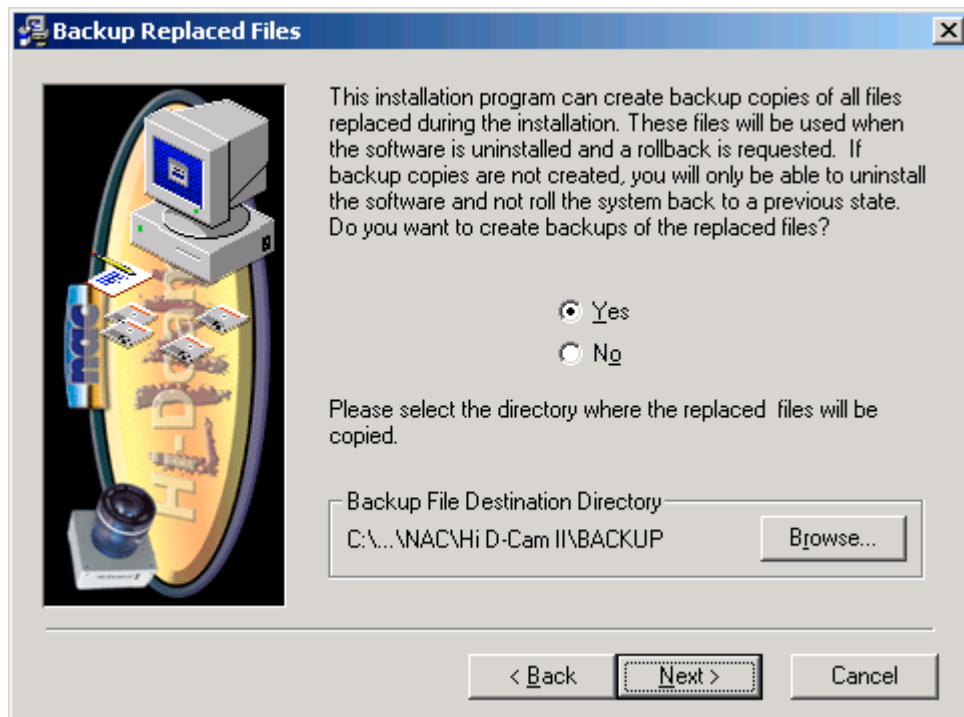 Backup Replaced Files
This installation program can create backup copies of all files
replaced during the installation. These files will be used when
the software is uninstalled and a rollback is requested.  If
backup copies are not created, you will only be able to uninstall
the software and not roll the system back to a previous state.
Do you want to create backups of the replaced files?
Yes
No
Please select the directory where the replaced  files will be
copied.
Backup File Destination Directory
C:\...\NAC\Hi D-Cam II\BACKUP
Browse...
< Back
Next >
Cancel
nac
Hi-Dcam